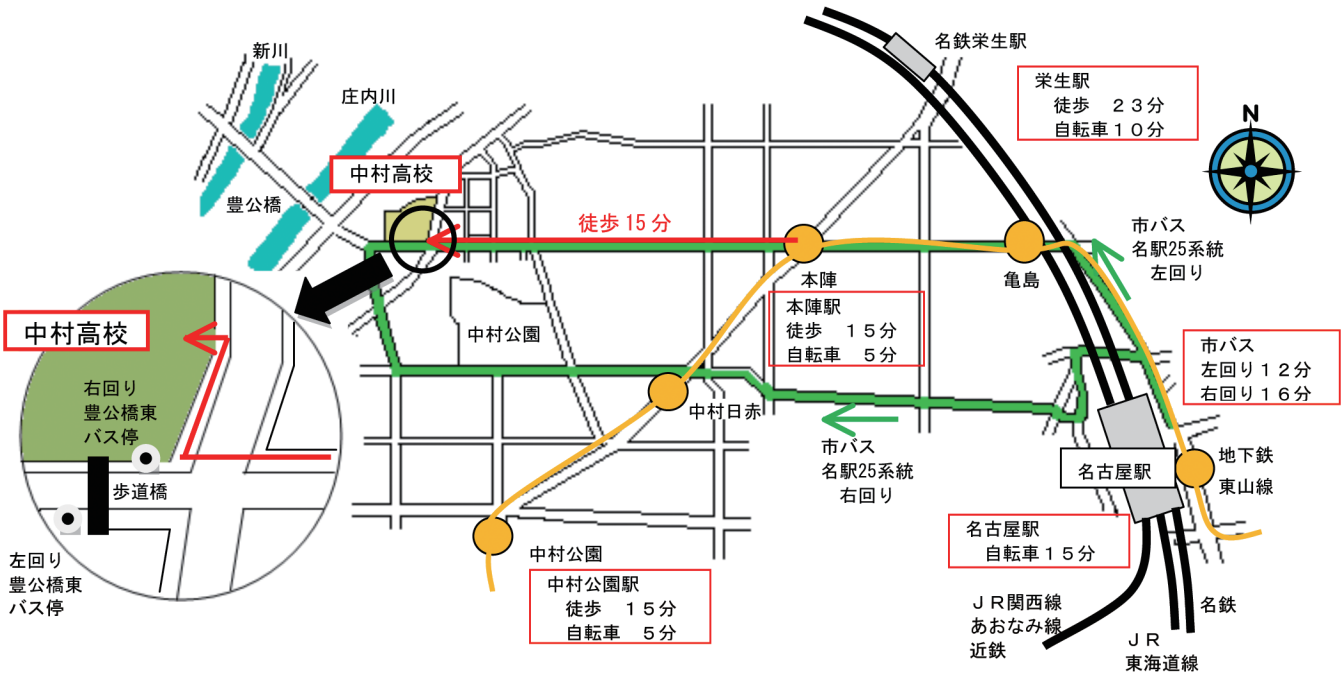 新川
庄内川
豊公橋
中村高校
徒歩15分
名鉄栄生駅
栄生駅
徒歩 23分
自転車10分
N
市バス
名駅25系統
左回り
亀島
本陣
本陣駅
徒歩 15分
自転車 5分
中村公園
中村日赤
市バス
名駅25系統
右回り
市バス
左回り12分
右回り16分
名古屋駅
地下鉄
東山線
名古屋駅
自転車15分
中村公園
中村公園駅
徒歩 15分
自転車 5分
JR関西線
あおなみ線
近鉄
JR
東海道線
名鉄
中村高校
右回り
豊公橋東
バス停
歩道橋
左回り
豊公橋東
バス停